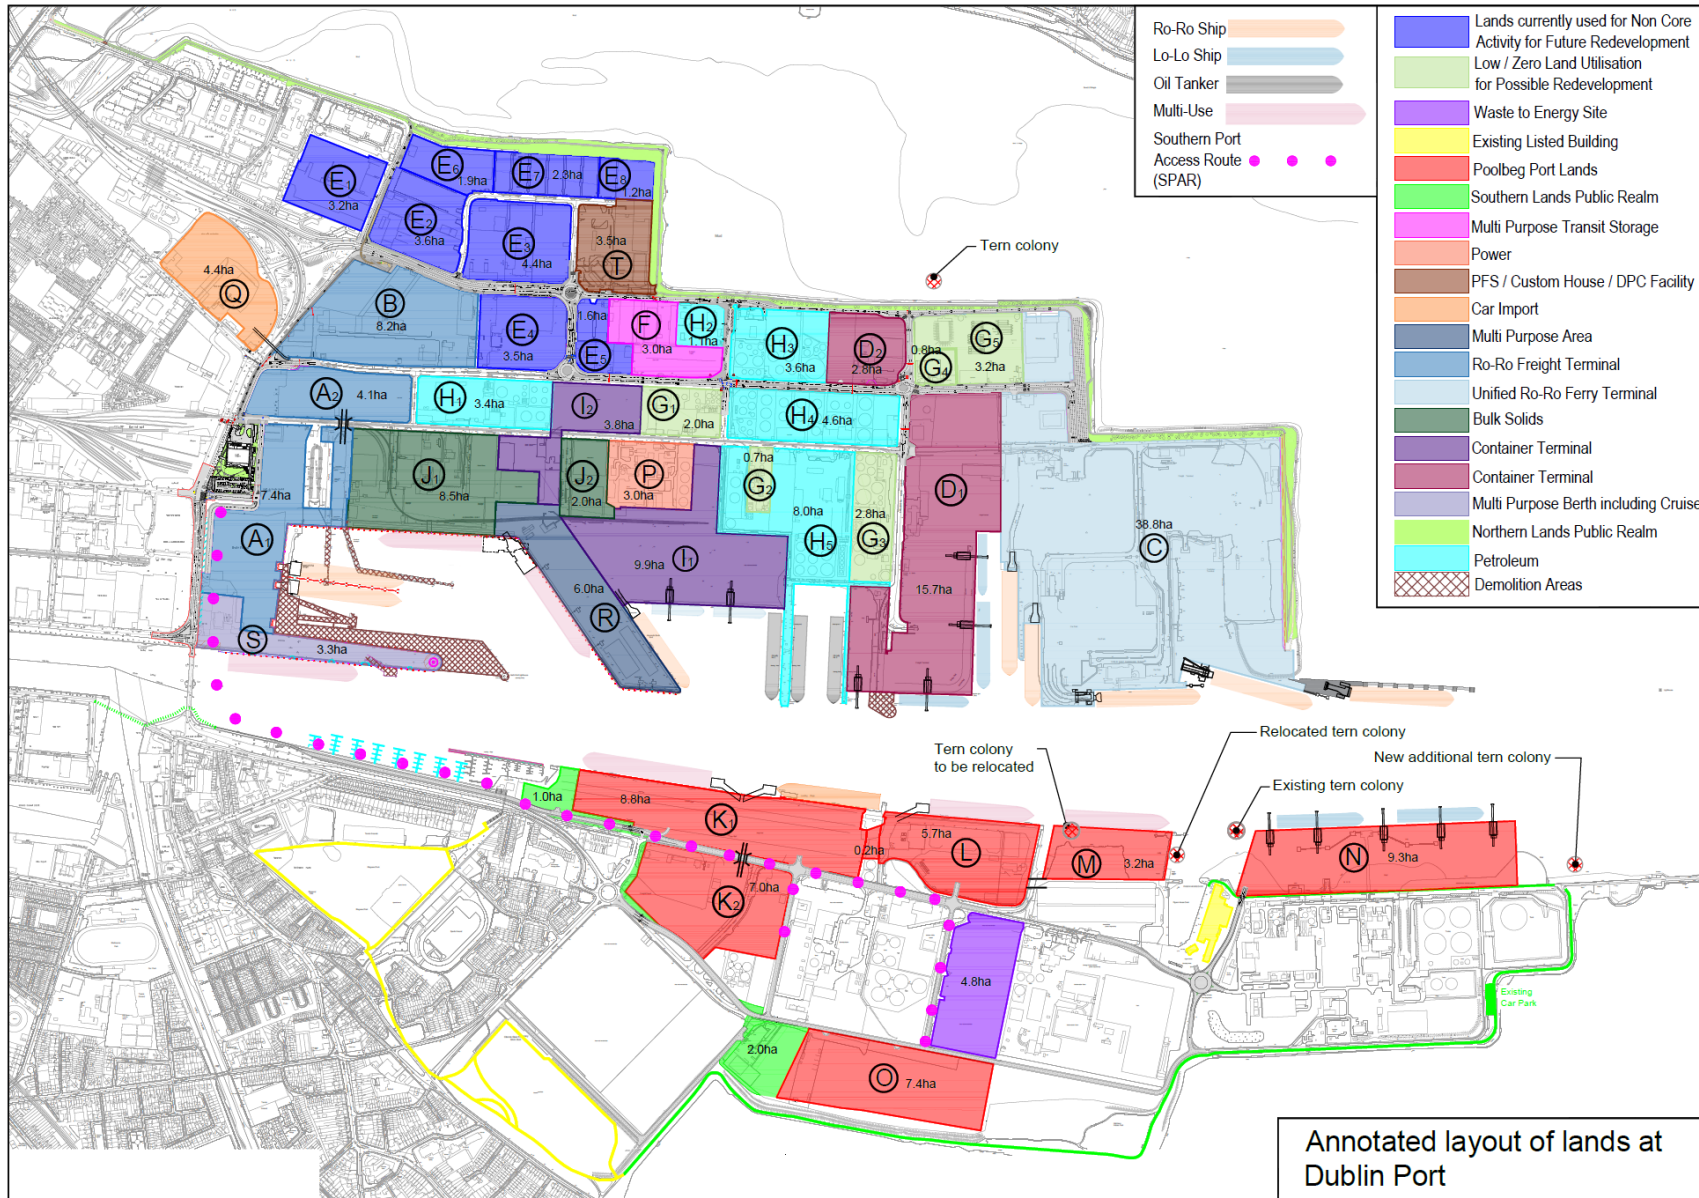 Ro-Ro Ship
Lo-Lo Ship
Oil Tanker
Multi-Use
Southern Port
Access Route
(SPAR)
Lands currently used for Non Core
Activity for Future Redevelopment
Low / Zero Land Utilisation
for Possible Redevelopment
Waste to Energy Site
Existing Listed Building
Poolbeg Port Lands
Southern Lands Public Realm
Multi Purpose Transit Storage
Power
PFS / Custom House / DPC Facility
Car Import
Multi Purpose Area
Ro-Ro Freight Terminal
Unified Ro-Ro Ferry Terminal
Bulk Solids
Container Terminal
Container Terminal
Multi Purpose Berth including Cruise
Northern Lands Public Realm
Petroleum
Demolition Areas
E1
3.2ha
E6
1.9ha
E7
2.3ha
E8
1.2ha
E2
3.6ha
E3
4.4ha
3.5ha
T
4.4ha
Q
B
8.2ha
E4
3.5ha
1.6ha
E5
F
3.0ha
H2
1.1ha
H3
3.6ha
D2
2.8ha
0.8ha
G4
G5
3.2ha
Tern colony
A2
4.1ha
H1
3.4ha
I2
3.8ha
G1
2.0ha
H4
4.6ha
7.4ha
A1
J1
8.5ha
J2
2.0ha
P
3.0ha
0.7ha
G2
8.0ha
H5
2.8ha
G3
D1
15.7ha
38.8ha
C
I1
9.9ha
6.0ha
R
S
3.3ha
Tern colony
to be relocated
Relocated tern colony
New additional tern colony
Existing tern colony
1.0ha
8.8ha
K1
0.2ha
5.7ha
L
M
3.2ha
N
9.3ha
7.0ha
K2
4.8ha
2.0ha
O
7.4ha
Existing
Car Park
Annotated layout of lands at
Dublin Port